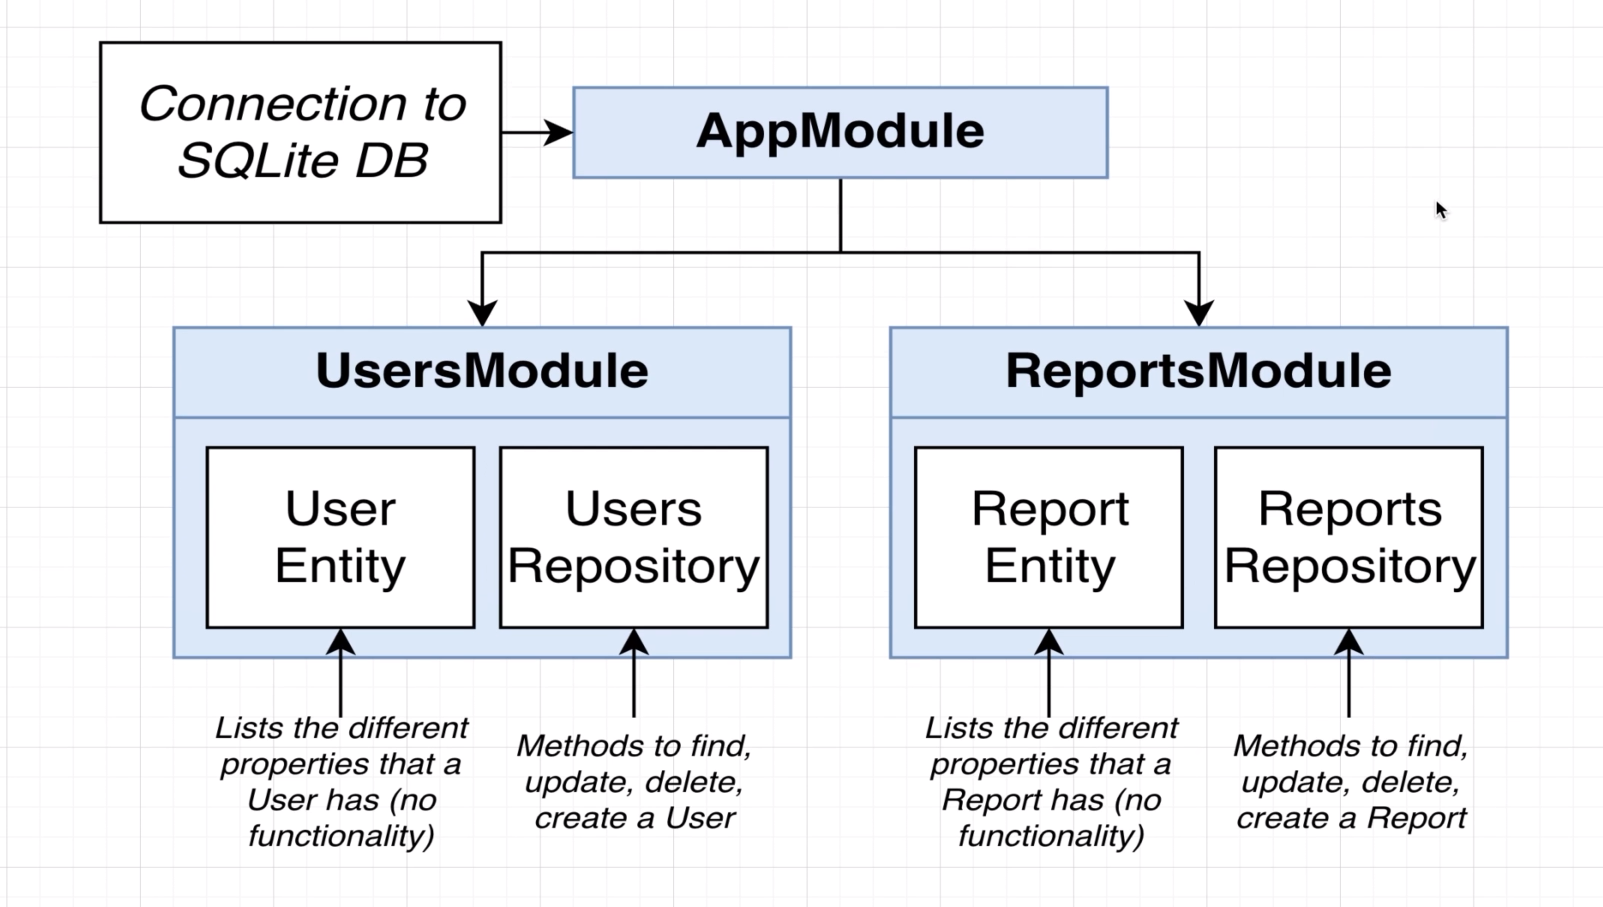 Connection to
SQLite DB
AppModule
UsersModule
User
Entity
Users
Repository
Lists the different
properties that a
User has (no
functionality)
Methods to find,
update, delete,
create a User
ReportsModule
Report
Entity
Reports
Repository
Lists the different
properties that a
Report has (no
functionality)
Methods to find,
update, delete,
create a Report